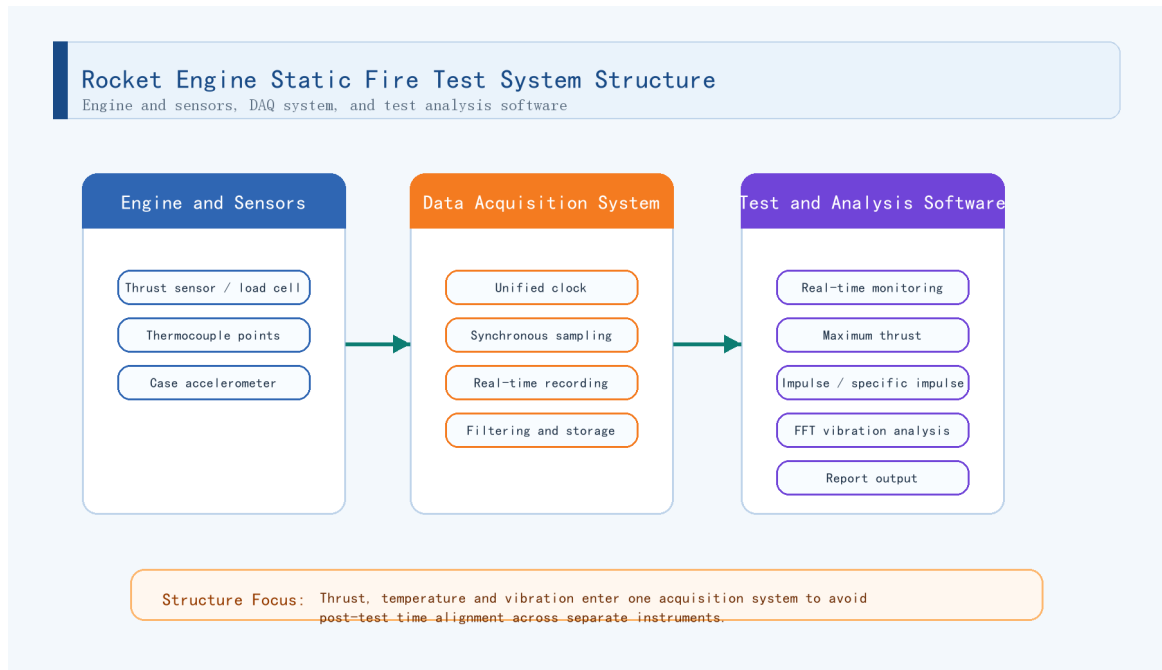 Rocket Engine Static Fire Test System Structure
Engine and sensors, DAQ system, and test analysis software
Engine and Sensors
Thrust sensor / load cell
Thermocouple points
Case accelerometer
Data Acquisition System
Unified clock
Synchronous sampling
Real-time recording
Filtering and storage
Test and Analysis Software
Real-time monitoring
Maximum thrust
Impulse / specific impulse
FFT vibration analysis
Report output
Structure Focus:
Thrust, temperature and vibration enter one acquisition system to avoid
post-test time alignment across separate instruments.